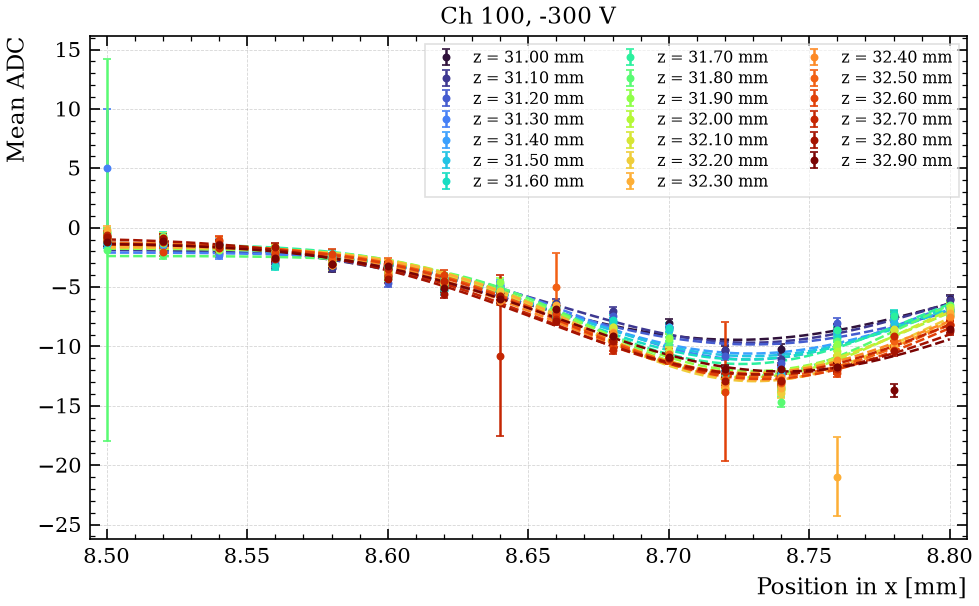 Ch 100, -300 V
Mean ADC
15
10
5
0
−5
−10
−15
−20
−25
z = 31.00 mm
z = 31.10 mm
z = 31.20 mm
z = 31.30 mm
z = 31.40 mm
z = 31.50 mm
z = 31.60 mm
z = 31.70 mm
z = 31.80 mm
z = 31.90 mm
z = 32.00 mm
z = 32.10 mm
z = 32.20 mm
z = 32.30 mm
z = 32.40 mm
z = 32.50 mm
z = 32.60 mm
z = 32.70 mm
z = 32.80 mm
z = 32.90 mm
8.50
8.55
8.60
8.65
8.70
8.75
8.80
Position in x [mm]